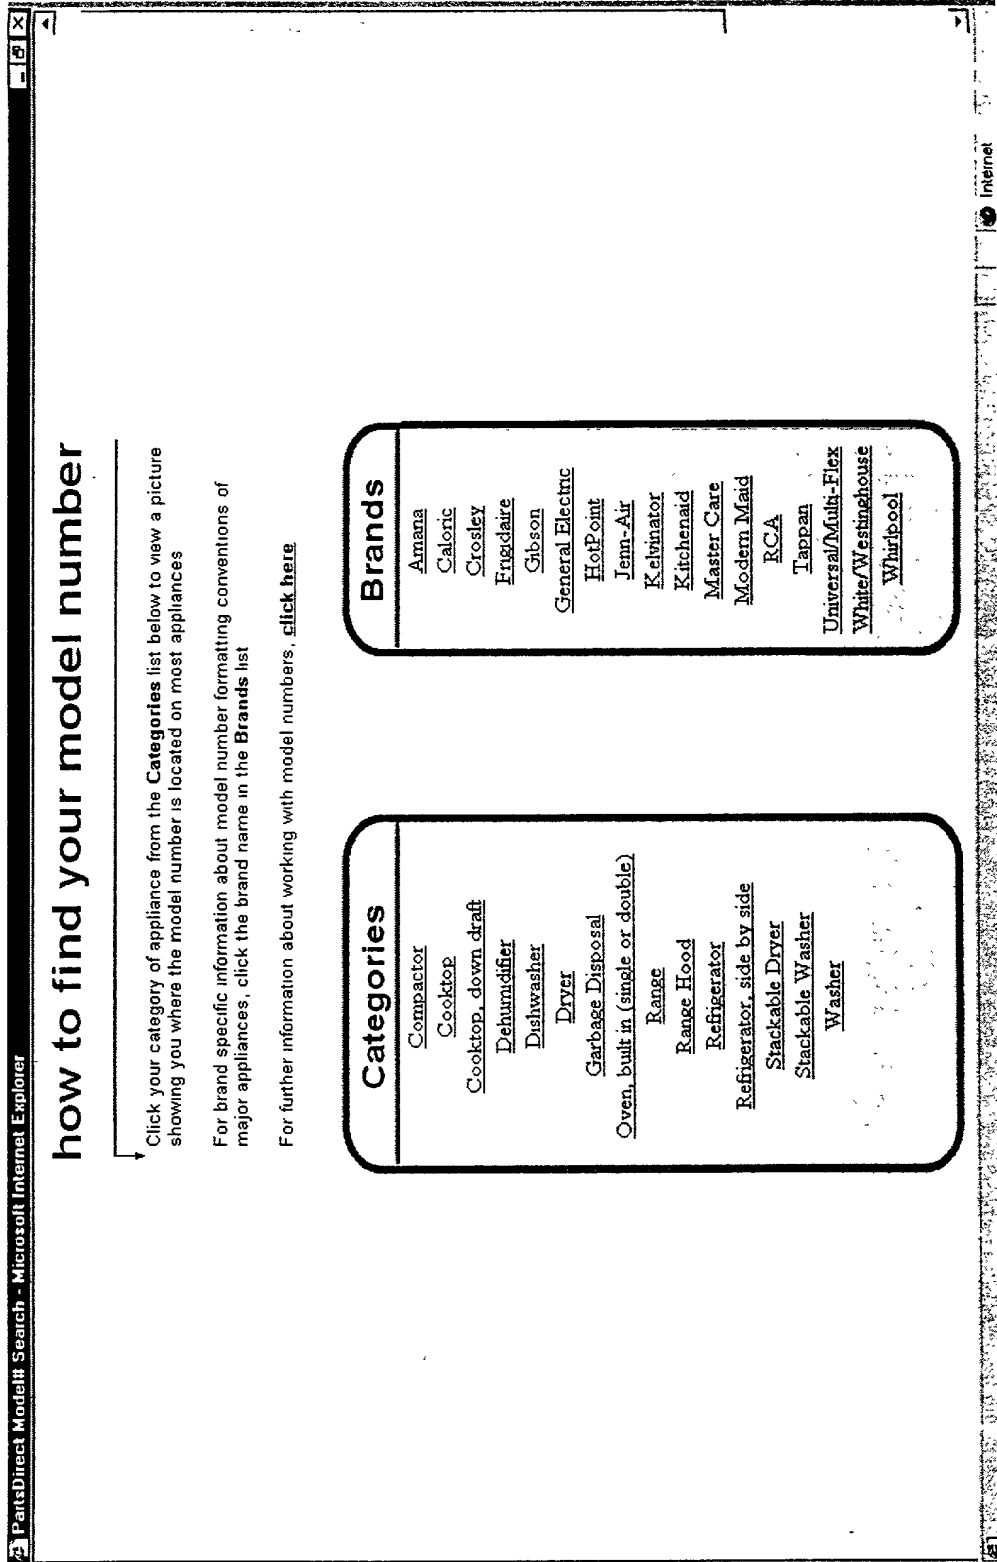 PartsDirect Model# Search - Microsoft Internet Explorer
how to find your model number
Click your category of appliance from the Categories list below to view a picture
showing you where the model number is located on most appliances
For brand specific information about model number formatting conventions of
major appliances, click the brand name in the Brands list
For further information about working with model numbers, click here
Categories
Compactor
Cooktop
Cooktop, down draft
Dehumidifier
Dishwasher
Dryer
Garbage Disposal
Oven, built in (single or double)
Range
Range Hood
Refrigerator
Refrigerator, side by side
Stackable Dryer
Stackable Washer
Washer
Brands
Amana
Caloric
Crosley
Frigidaire
Gibson
General Electric
HotPoint
Jenn-Air
Kelvinator
Kitchenaid
Master Care
Modern Maid
RCA
Tappan
Universal/Multi-Flex
White/Westinghouse
Whirlpool
Internet